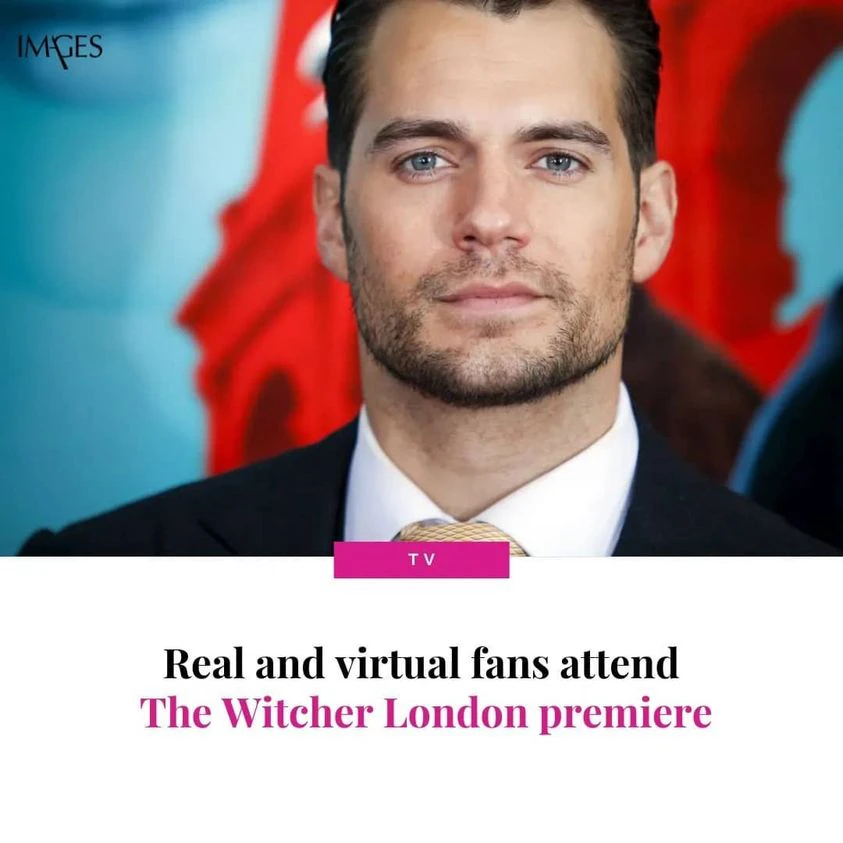 IMAGES
TV
Real and virtual fans attend
The Witcher London premiere